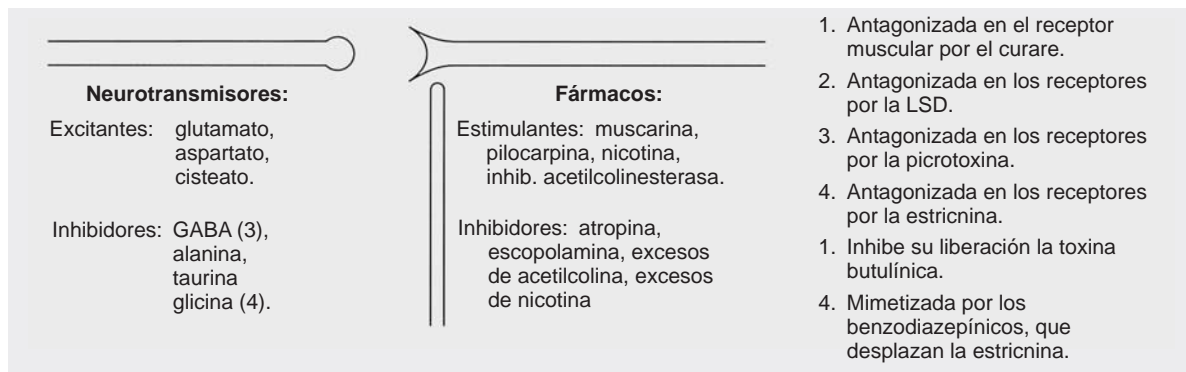 Neurotransmisores:
Excitantes: glutamato,
aspartato,
cisteato.
Inhibidores: GABA (3),
alanina,
taurina
glicina (4).
Fármacos:
Estimulantes: muscarina,
pilocarpina, nicotina,
inhib. acetilcolinesterasa.
Inhibidores: atropina,
escopolamina, excesos
de acetilcolina, excesos
de nicotina
1. Antagonizada en el receptor
muscular por el curare.
2. Antagonizada en los receptores
por la LSD.
3. Antagonizada en los receptores
por la picrotoxina.
4. Antagonizada en los receptores
por la estricnina.
1. Inhibe su liberación la toxina
butulínica.
4. Mimetizada por los
benzodiazepínicos, que
desplazan la estricnina.